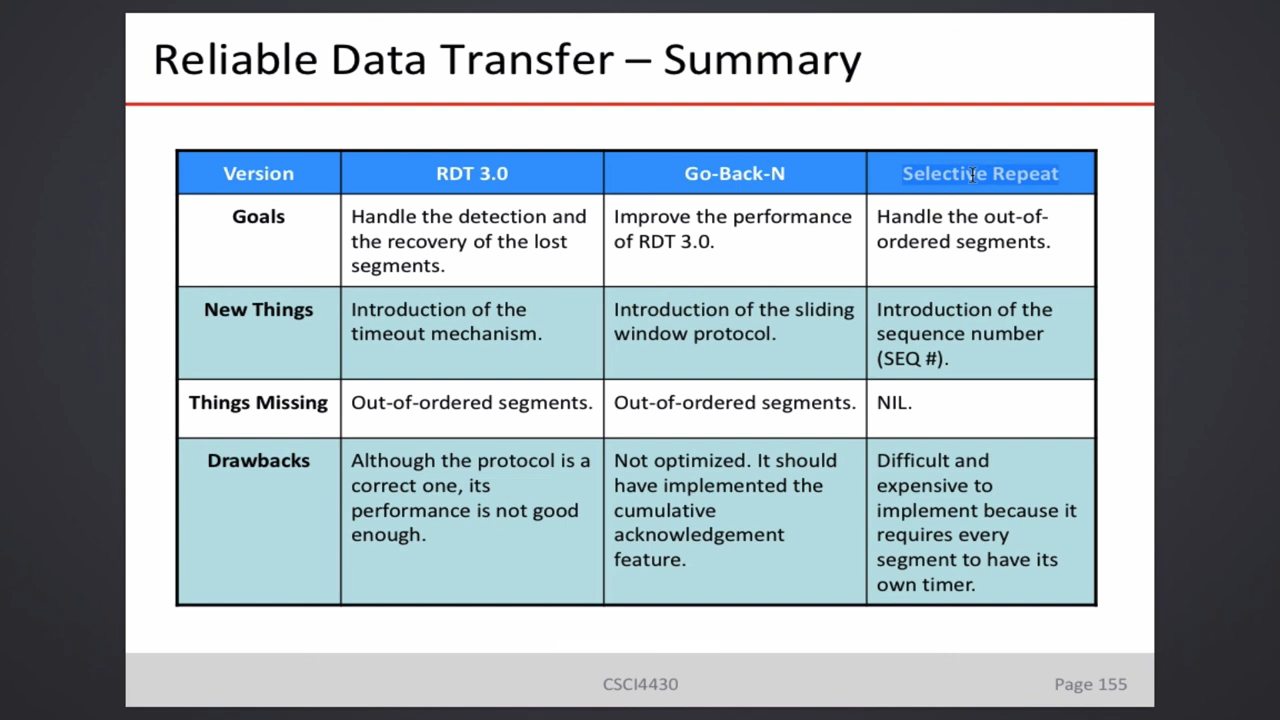 Reliable Data Transfer – Summary
Version
RDT 3.0
Go-Back-N
Selective Repeat
Goals
Handle the detection and
the recovery of the lost
segments.
Improve the performance
of RDT 3.0.
Handle the out-of-
ordered segments.
New Things
Introduction of the
timeout mechanism.
Introduction of the sliding
window protocol.
Introduction of the
sequence number
(SEQ #).
Things Missing
Out-of-ordered segments.
Out-of-ordered segments.
NIL.
Drawbacks
Although the protocol is a
correct one, its
performance is not good
enough.
Not optimized. It should
have implemented the
cumulative
acknowledgement
feature.
Difficult and
expensive to
implement because it
requires every
segment to have its
own timer.
CSCI4430
Page 155